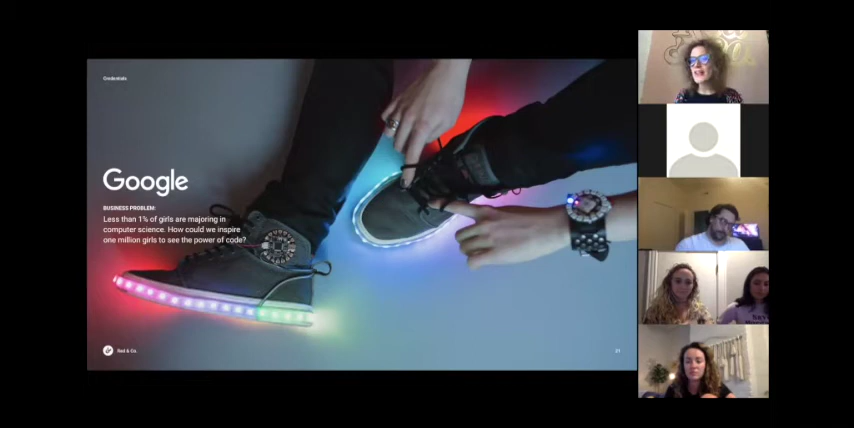 Credentials
Google
BUSINESS PROBLEM:
Less than 1% of girls are majoring in
computer science. How could we inspire
one million girls to see the power of code?
Red & Co.